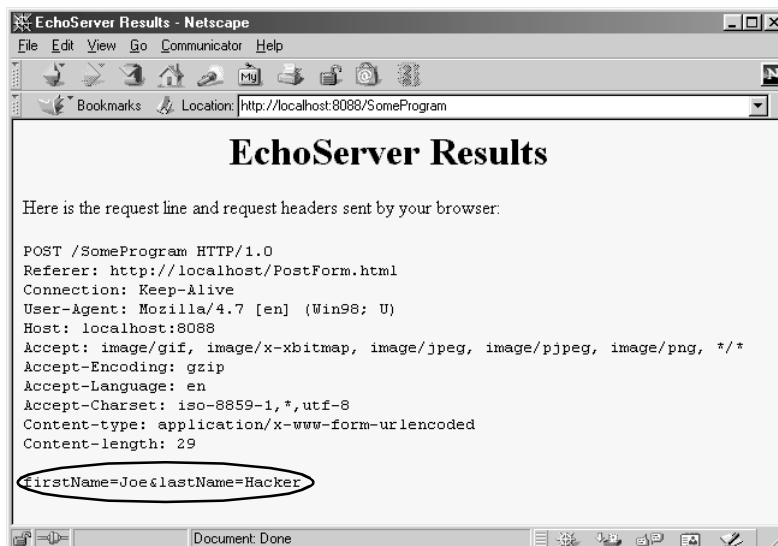 EchoServer Results - Netscape
File Edit View Go Communicator Help
My
Bookmarks Location: http://localhost:8088/SomeProgram
N
EchoServer Results
Here is the request line and request headers sent by your browser:
POST /SomeProgram HTTP/1.0
Referer: http://localhost/PostForm.html
Connection: Keep-Alive
User-Agent: Mozilla/4.7 [en] (Win98; U)
Host: localhost:8088
Accept: image/gif, image/x-xbitmap, image/jpeg, image/pjpeg, image/png, */*
Accept-Encoding: gzip
Accept-Language: en
Accept-Charset: iso-8859-1,*,utf-8
Content-type: application/x-www-form-urlencoded
Content-length: 29
firstName=Joe&lastName=Hacker
Document: Done